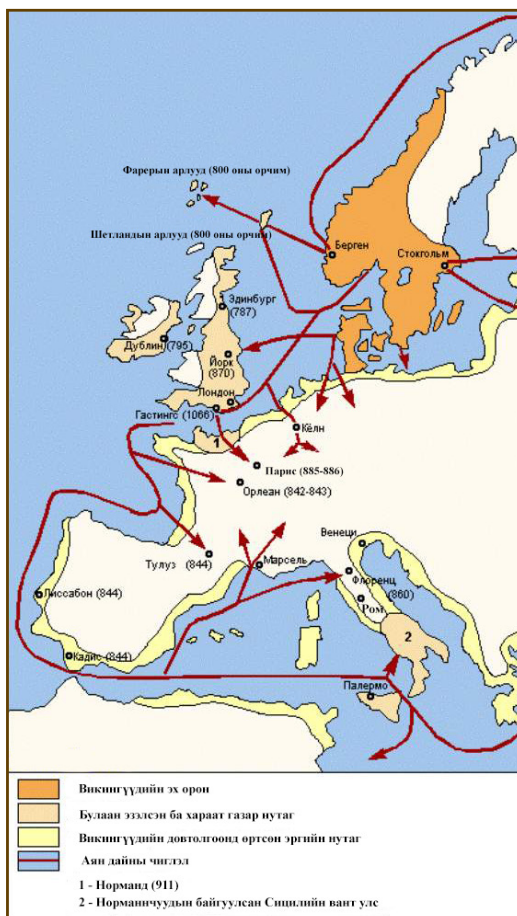 Фарерын арлууд (800 оны орчим)
Шетландын арлууд (800 оны орчим)
Берген
Стокгольм
Эдинбург
(787)
Дублин (795)
Йорк
(870)
Лондон
Гастингс (1066)
Кёлн
1
Парис (885-886)
Орлеан (842-843)
Венеци
Тулуз (844)
Марсель
Флоренц
(860)
Лиссабон (844)
Ром
2
Кадис (844)
Палермо
Викингүүдийн эх орон
Булаан эзэлсэн ба хараат газар нутаг
Викингүүдийн довтолгоонд өртсөн эргийн нутаг
Аян дайны чиглэл
1 - Норманд (911)
2 - Норманнчуудын байгуулсан Сицилийн вант улс